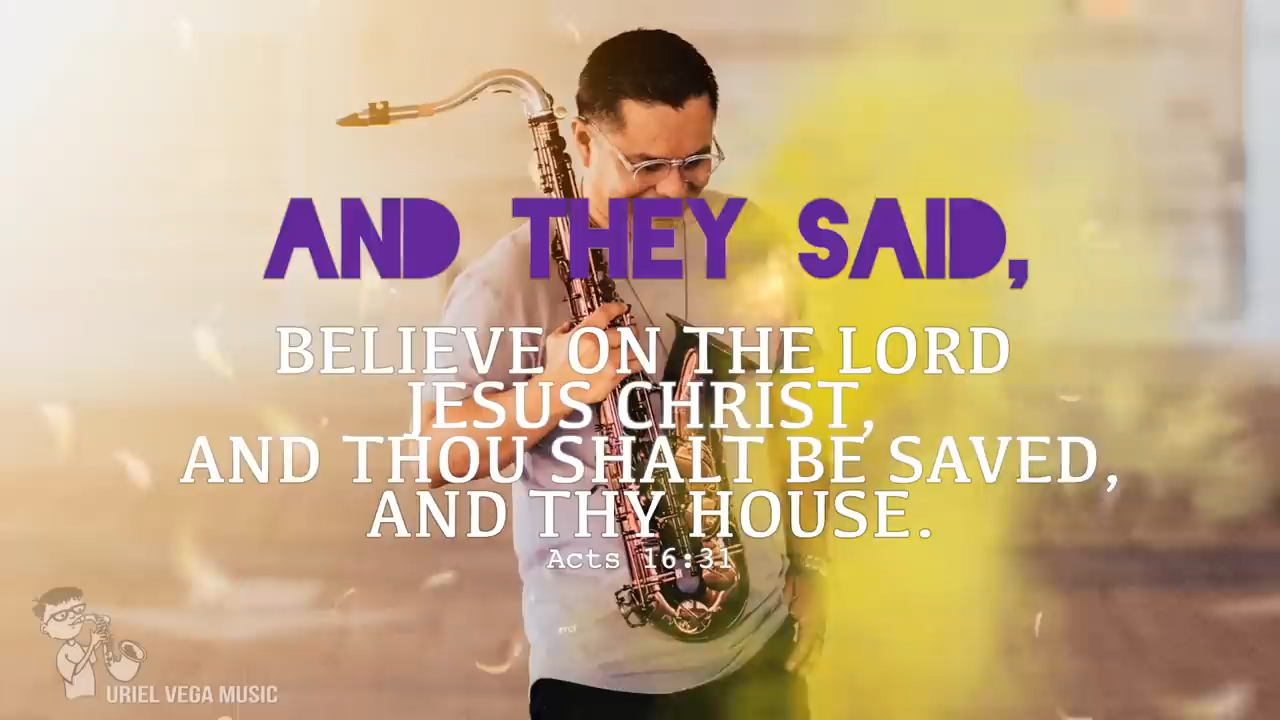 AND THEY SAID,
BELIEVE ON THE LORD
JESUS CHRIST,
AND THOU SHALT BE SAVED,
AND THY HOUSE.
Acts 16:31
URIEL VEGA MUSIC